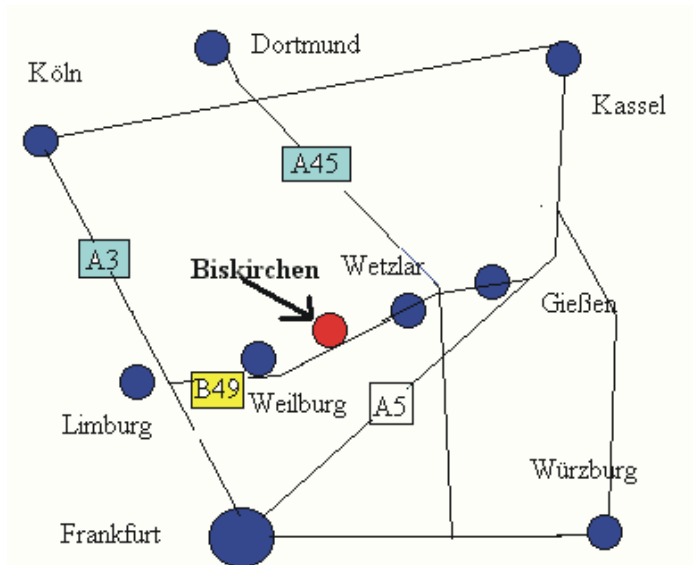 Dortmund
Köln
Kassel
A45
A3
Biskirchen
Wetzlar
Gießen
B49
Weilburg
A5
Limburg
Würzburg
Frankfurt